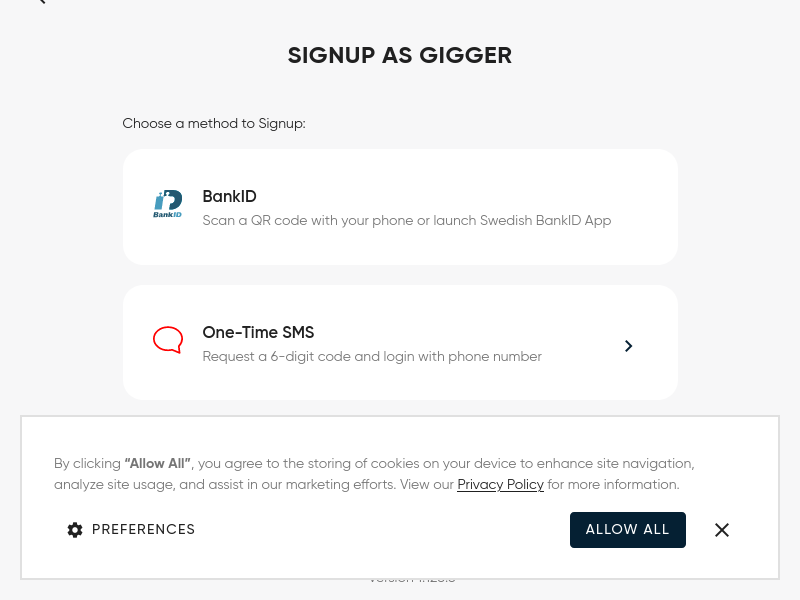 SIGNUP AS GIGGER
Choose a method to Signup:
BankID
BankID
Scan a QR code with your phone or launch Swedish BankID App
One-Time SMS
Request a 6-digit code and login with phone number
By clicking “Allow All”, you agree to the storing of cookies on your device to enhance site navigation,
analyze site usage, and assist in our marketing efforts. View our Privacy Policy for more information.
PREFERENCES
ALLOW ALL